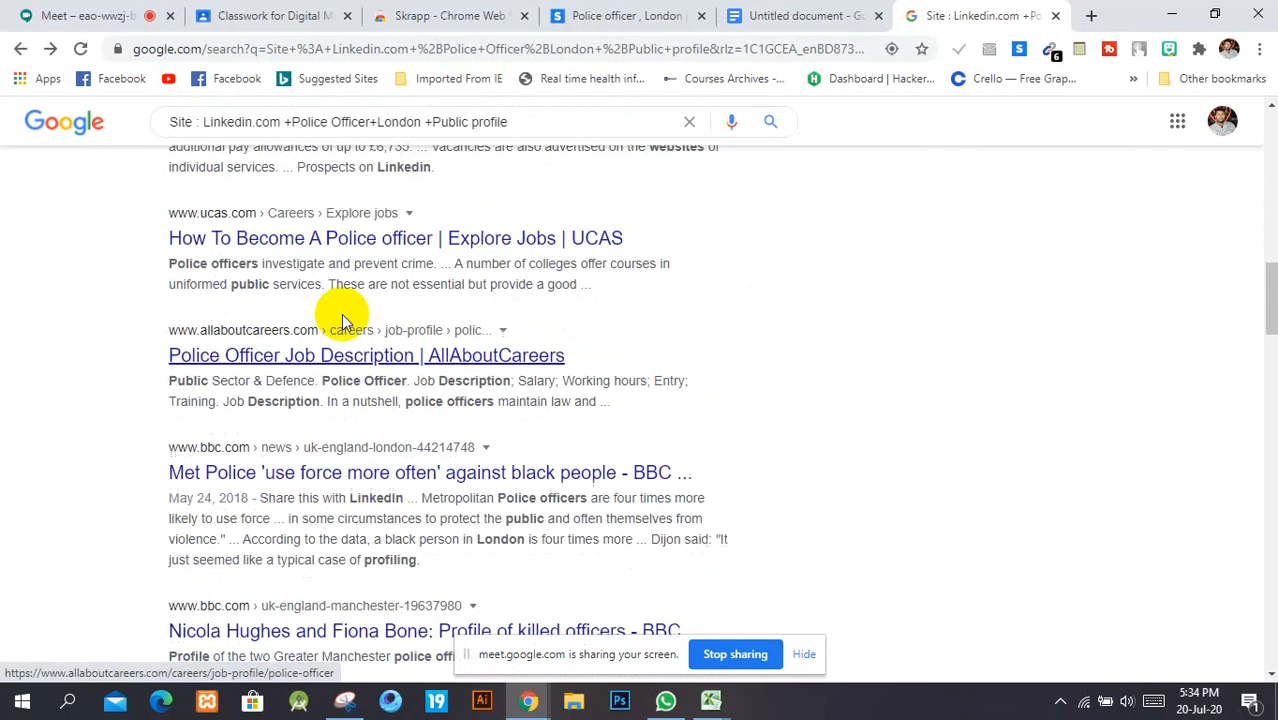 Meet – eao-wwzj-b
Classwork for Digital M
Skrapp - Chrome Web
Police officer , London |
Untitled document - G
Site : Linkedin.com +Po
google.com/search?q=Site+%3A+Linkedin.com+%2BPolice+Officer%2BLondon+%2BPublic+profile&rlz=1C1GCEA_enBD873...
6
Apps
Facebook
Facebook
Suggested Sites
Imported From IE
Real time health inf...
Courses Archives -...
Dashboard | Hacker...
Crello — Free Grap...
»
Other bookmarks
Google
Site : Linkedin.com +Police Officer+London +Public profile
additional pay allowances of up to £6,735. ... Vacancies are also advertised on the websites of
individual services. ... Prospects on Linkedin.
www.ucas.com › Careers › Explore jobs
How To Become A Police officer | Explore Jobs | UCAS
Police officers investigate and prevent crime. ... A number of colleges offer courses in
uniformed public services. These are not essential but provide a good ...
www.allaboutcareers.com › careers › job-profile › polic...
Police Officer Job Description | AllAboutCareers
Public Sector & Defence. Police Officer. Job Description; Salary; Working hours; Entry;
Training. Job Description. In a nutshell, police officers maintain law and ...
www.bbc.com › news › uk-england-london-44214748
Met Police 'use force more often' against black people - BBC ...
May 24, 2018 - Share this with Linkedin ... Metropolitan Police officers are four times more
likely to use force ... in some circumstances to protect the public and often themselves from
violence." ... According to the data, a black person in London is four times more ... Dijon said: "It
just seemed like a typical case of profiling.
www.bbc.com › uk-england-manchester-19637980
Nicola Hughes and Fiona Bone: Profile of killed officers - BBC
Profile of the two Greater Manchester police offi
meet.google.com is sharing your screen.
Stop sharing
Hide
https://www.allaboutcareers.com/careers/job-profile/police-officer
19
Ai
Ps
5:34 PM
20-Jul-20
1